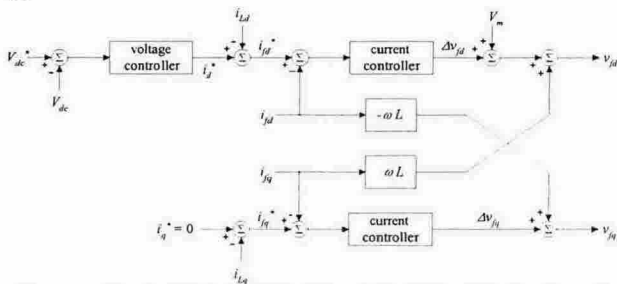 i_Ld
V_m
V_dc* + - Σ voltage controller i_d* + - Σ i_fd* + - Σ current controller Δv_fd + + Σ + + Σ v_fd
V_dc
i_fd -ω L
i_fq ω L
i_q* = 0 + - Σ i_fq* + - Σ current controller Δv_fq + + Σ v_fq
i_Lq